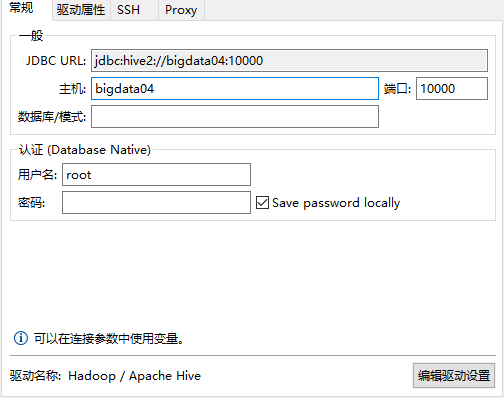 常规 驱动属性 SSH Proxy
一般
JDBC URL: jdbc:hive2://bigdata04:10000
主机: bigdata04 端口: 10000
数据库/模式:
认证 (Database Native)
用户名: root
密码: Save password locally
可以在连接参数中使用变量。
驱动名称: Hadoop / Apache Hive 编辑驱动设置